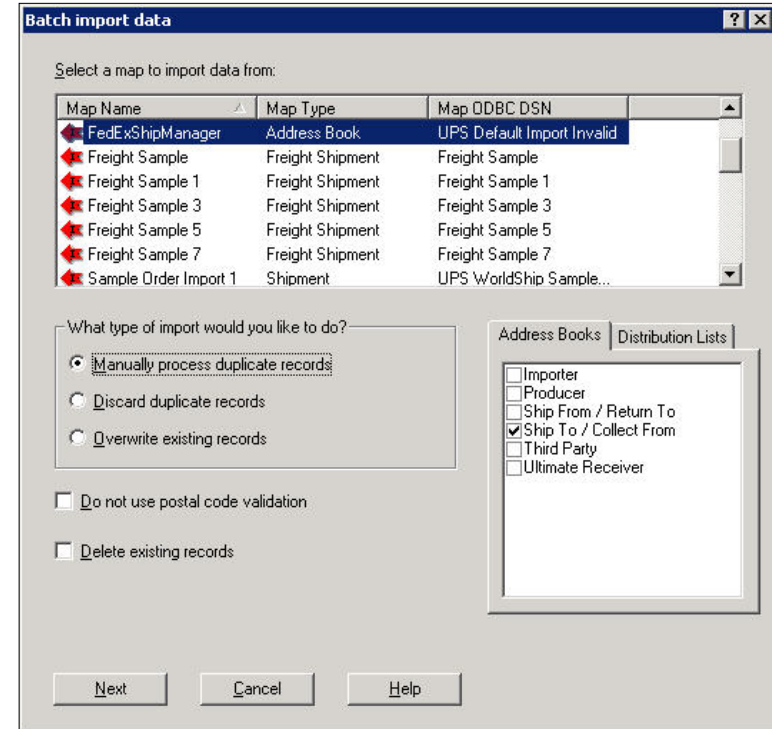 Batch import data
Select a map to import data from:
Map Name Map Type Map ODBC DSN
FedExShipManager Address Book UPS Default Import Invalid
Freight Sample Freight Shipment Freight Sample
Freight Sample 1 Freight Shipment Freight Sample 1
Freight Sample 3 Freight Shipment Freight Sample 3
Freight Sample 5 Freight Shipment Freight Sample 5
Freight Sample 7 Freight Shipment Freight Sample 7
Sample Order Import 1 Shipment UPS WorldShip Sample...
What type of import would you like to do?
Manually process duplicate records
Discard duplicate records
Overwrite existing records
Do not use postal code validation
Delete existing records
Address Books Distribution Lists
Importer
Producer
Ship From / Return To
Ship To / Collect From
Third Party
Ultimate Receiver
Next Cancel Help